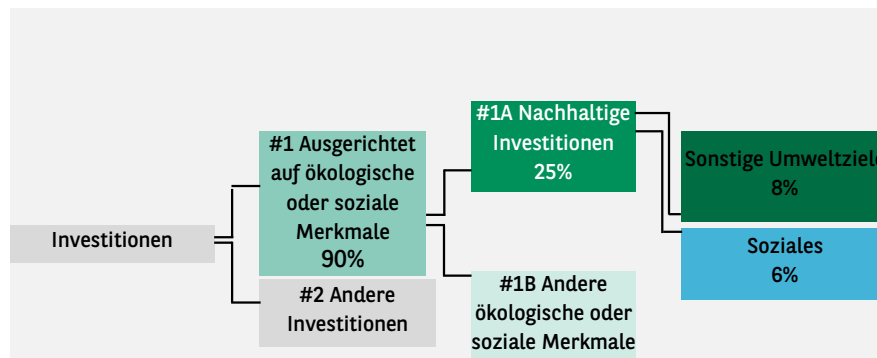 Investitionen
#1 Ausgerichtet
auf ökologische
oder soziale
Merkmale
90%
#2 Andere
Investitionen
#1A Nachhaltige
Investitionen
25%
#1B Andere
ökologische oder
soziale Merkmale
Sonstige Umweltziele
8%
Soziales
6%